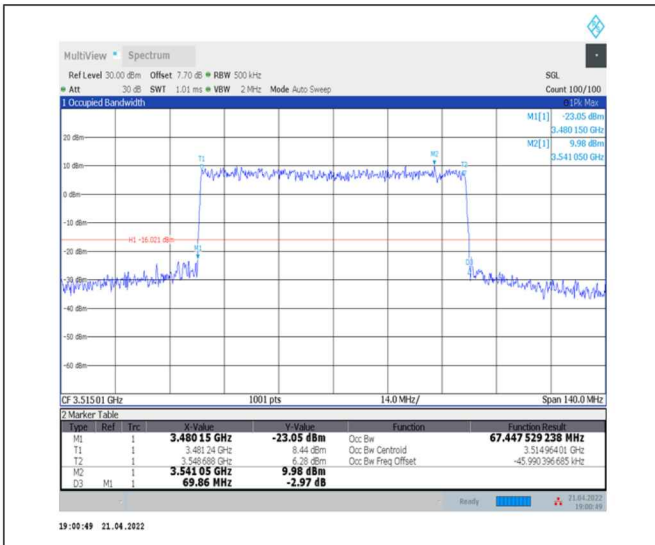 MultiView Spectrum
Ref Level 30.00 dBm Offset 7.70 dB RBW 500 kHz SGL
Att 30 dB SWT 1.01 ms VBW 2 MHz Mode Auto Sweep Count 100/100
1 Occupied Bandwidth 1Pk Max
M1[1] -23.05 dBm
3.480 150 GHz
M2[1] 9.98 dBm
3.541 050 GHz
20 dBm
T1
M2
T2
10 dBm
0 dBm
-10 dBm
H1 -16.021 dBm
M1
-20 dBm
D3
-30 dBm
-40 dBm
-50 dBm
-60 dBm
CF 3.51501 GHz 1001 pts 14.0 MHz/ Span 140.0 MHz
2 Marker Table
Type Ref Trc X-Value Y-Value Function Function Result
M1 1 3.48015 GHz -23.05 dBm Occ Bw 67.447 529 238 MHz
T1 1 3.48124 GHz 8.44 dBm Occ Bw Centroid 3.514 964 01 GHz
T2 1 3.548688 GHz 6.28 dBm Occ Bw Freq Offset -45.990 396 685 kHz
M2 1 3.54105 GHz 9.98 dBm
D3 M1 1 69.86 MHz -2.97 dB
Ready 21.04.2022
19:00:49
19:00:49 21.04.2022